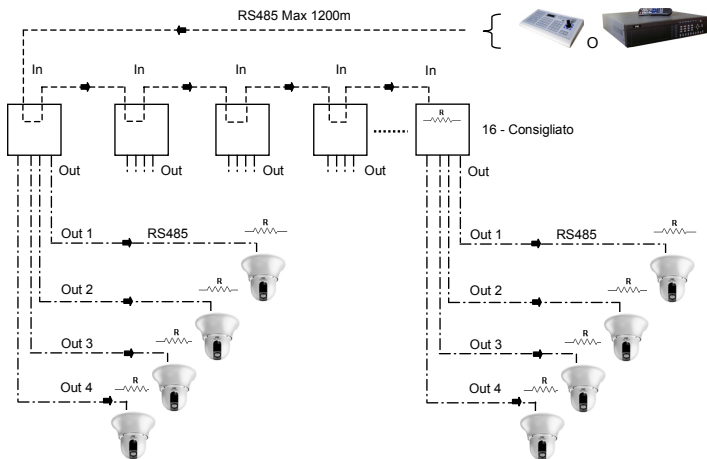 RS485 Max 1200m
O
In In In In In
R
16 - Consigliato
Out Out Out Out Out
R R
Out 1 RS485 Out 1 RS485
R R
Out 2 Out 2
R R
Out 3 Out 3
R R
Out 4 Out 4